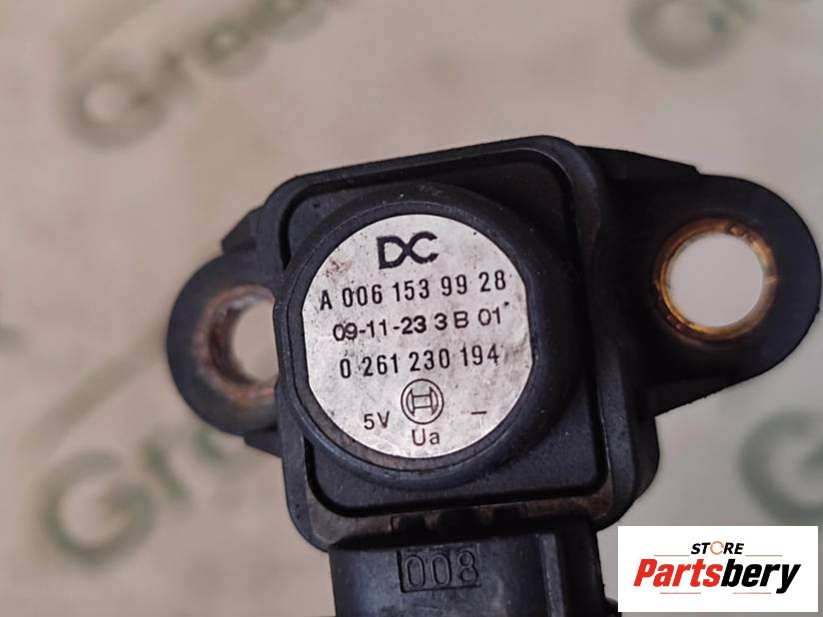 DC
A 006 153 99 28
09-11-23 3 B 01
0 261 230 194
5V
Ua
008
STORE
Partsbery